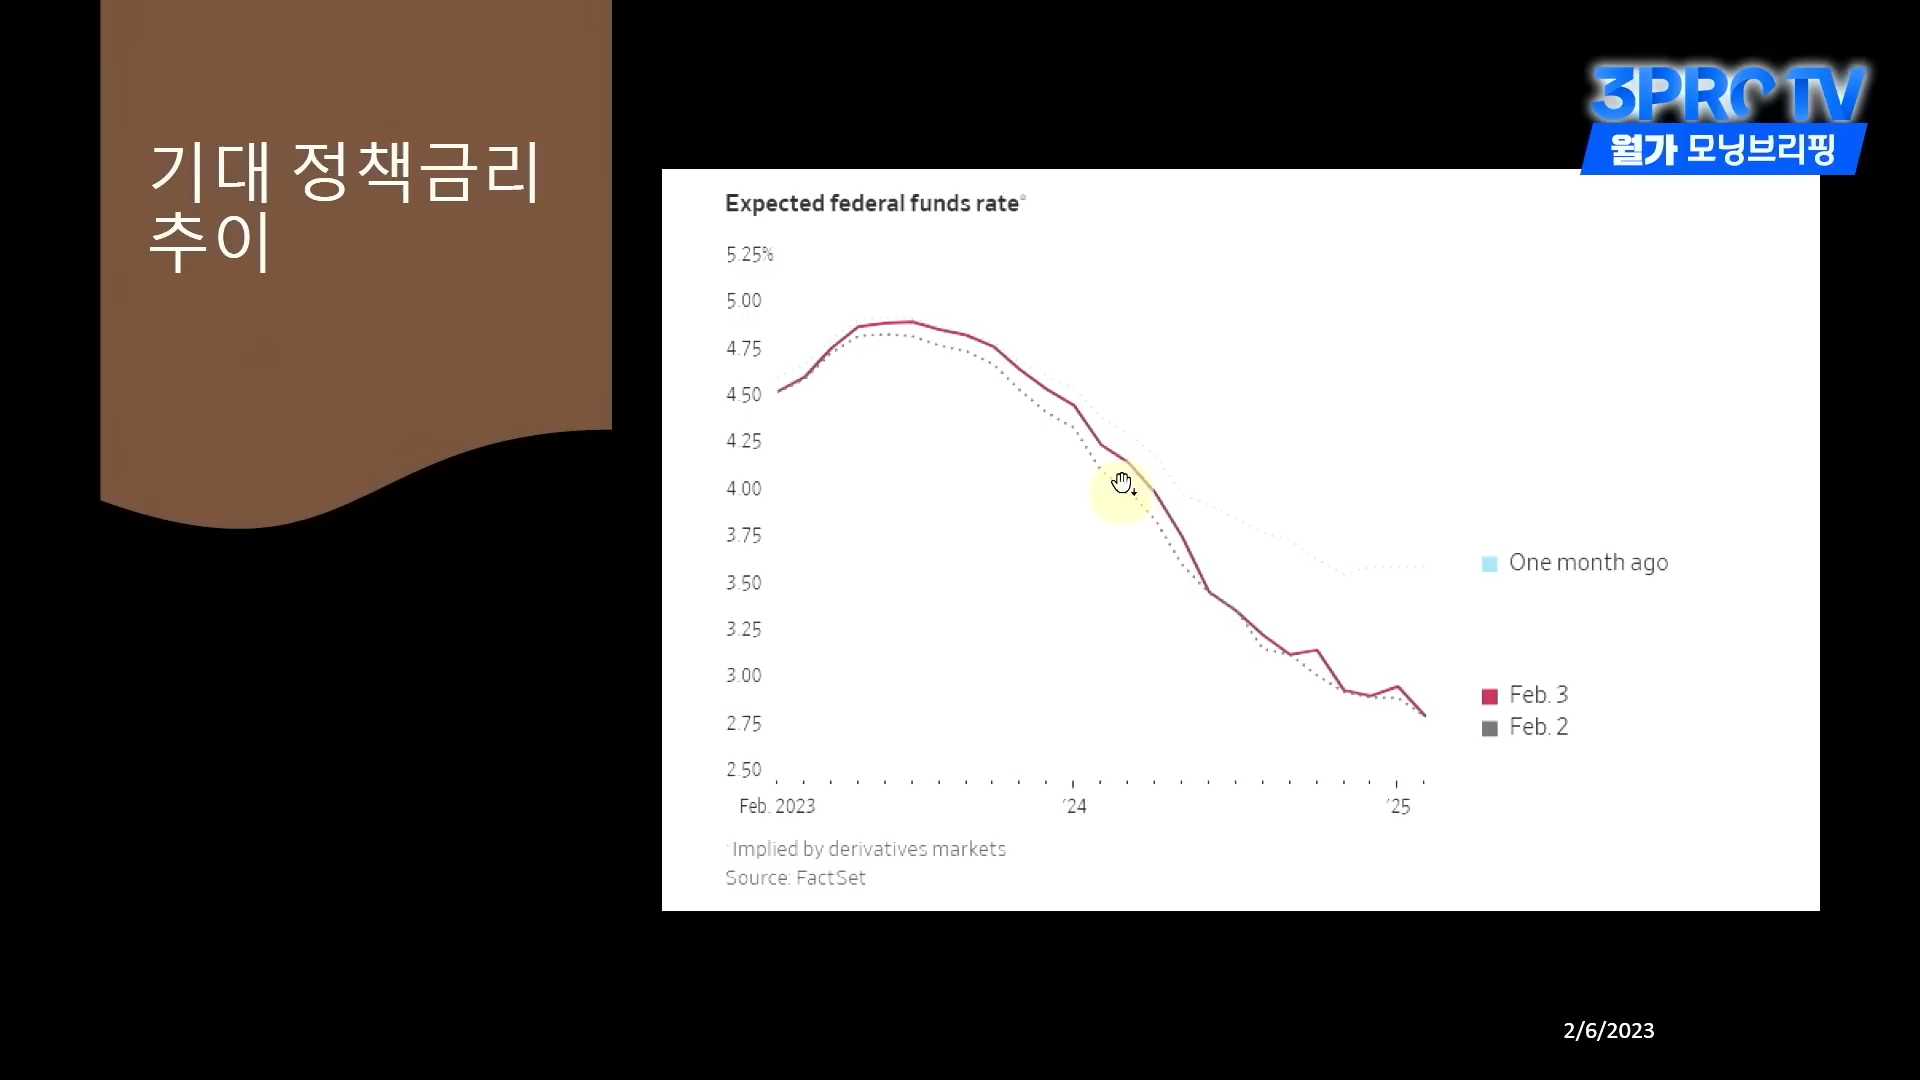 기대 정책금리
추이
3PRO TV
월가 모닝브리핑
Expected federal funds rate*
5.25%
5.00
4.75
4.50
4.25
4.00
3.75
3.50
3.25
3.00
2.75
2.50
Feb. 2023
'24
'25
One month ago
Feb. 3
Feb. 2
*Implied by derivatives markets
Source: FactSet
2/6/2023